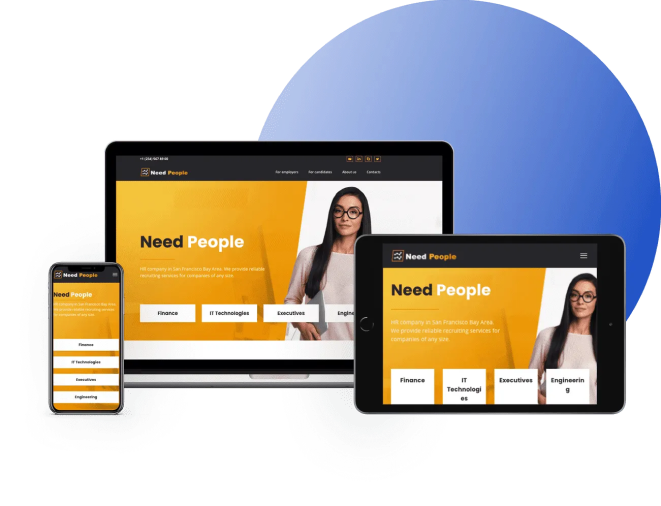 +1 (234) 567 89 00
Need People
For employers For candidates About us Contacts
Need People
HR company in San Francisco Bay Area. We provide reliable
recruiting services for companies of any size.
Finance IT Technologies Executives Engine
Need People
Need People
HR company in San Francisco Bay Area.
We provide reliable recruiting services
for companies of any size.
Finance
IT Technologies
Executives
Engineering
Need People
Need People
HR company in San Francisco Bay Area.
We provide reliable recruiting services for
companies of any size.
Finance IT Executives Engineerin
Technologi g
es